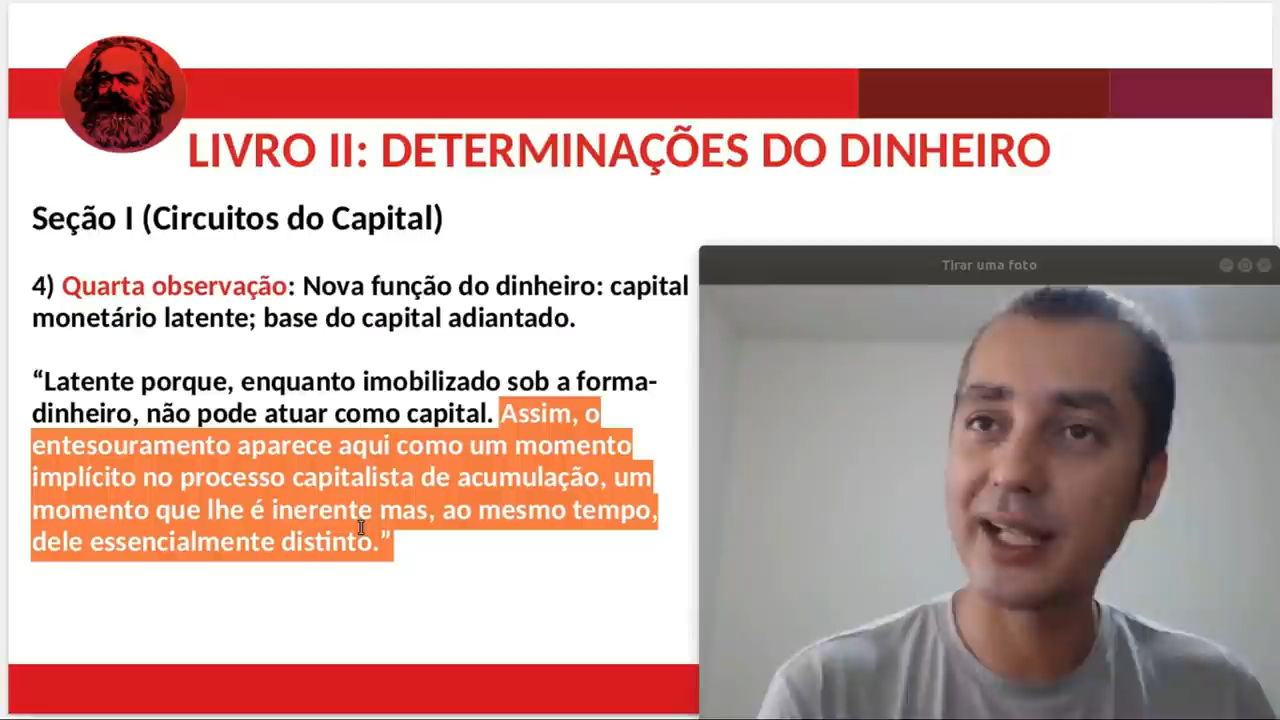 LIVRO II: DETERMINAÇÕES DO DINHEIRO
Seção I (Circuitos do Capital)
4) Quarta observação: Nova função do dinheiro: capital
monetário latente; base do capital adiantado.
“Latente porque, enquanto imobilizado sob a forma-
dinheiro, não pode atuar como capital. Assim, o
entesouramento aparece aqui como um momento
implícito no processo capitalista de acumulação, um
momento que lhe é inerente mas, ao mesmo tempo,
dele essencialmente distinto.”
Tirar uma foto